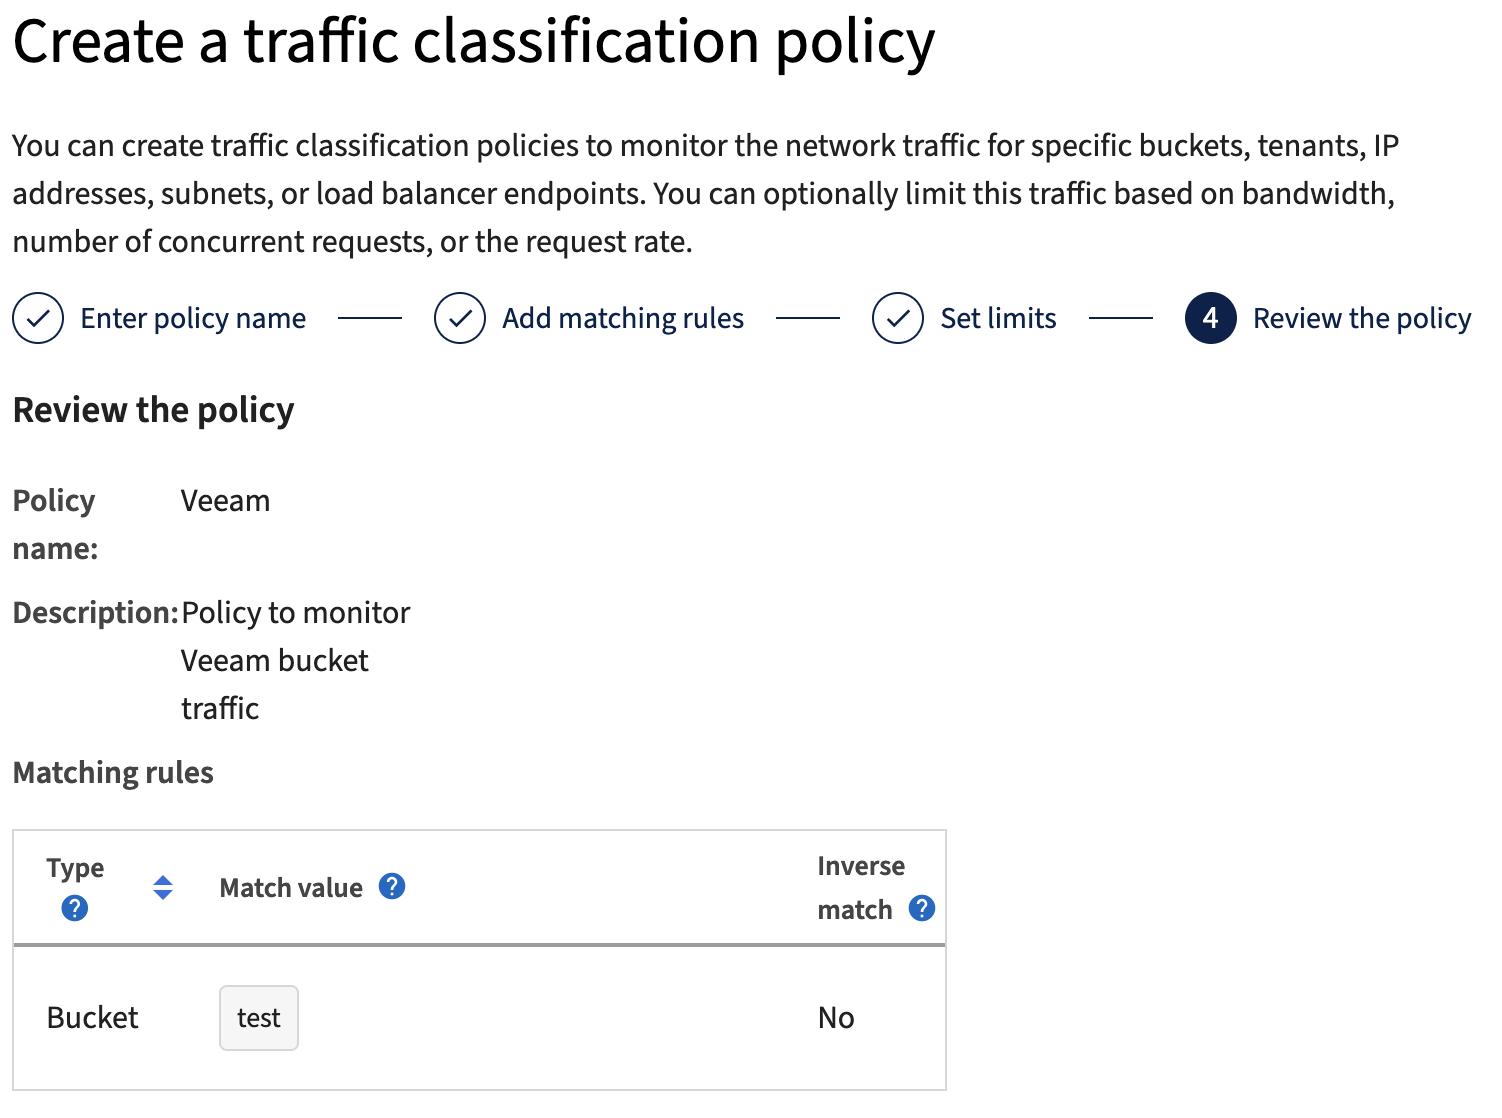 Create a traffic classification policy
You can create traffic classification policies to monitor the network traffic for specific buckets, tenants, IP
addresses, subnets, or load balancer endpoints. You can optionally limit this traffic based on bandwidth,
number of concurrent requests, or the request rate.
Enter policy name Add matching rules Set limits 4 Review the policy
Review the policy
Policy Veeam
name:
Description: Policy to monitor
Veeam bucket
traffic
Matching rules
Type ? Match value ? Inverse
match ?
Bucket test No